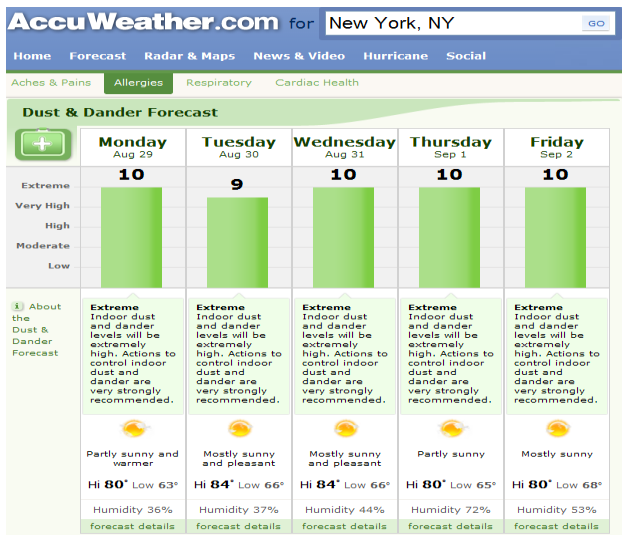 AccuWeather.com for New York, NY GO
Home Forecast Radar & Maps News & Video Hurricane Social
Aches & Pains Allergies Respiratory Cardiac Health
Dust & Dander Forecast
Monday Tuesday Wednesday Thursday Friday
Aug 29 Aug 30 Aug 31 Sep 1 Sep 2
10 9 10 10 10
Extreme
Very High
High
Moderate
Low
i About
the
Dust &
Dander
Forecast
Extreme
Indoor dust
and dander
levels will be
extremely
high. Actions to
control indoor
dust and
dander are
very strongly
recommended.
Extreme
Indoor dust
and dander
levels will be
extremely
high. Actions to
control indoor
dust and
dander are
very strongly
recommended.
Extreme
Indoor dust
and dander
levels will be
extremely
high. Actions to
control indoor
dust and
dander are
very strongly
recommended.
Extreme
Indoor dust
and dander
levels will be
extremely
high. Actions to
control indoor
dust and
dander are
very strongly
recommended.
Extreme
Indoor dust
and dander
levels will be
extremely
high. Actions to
control indoor
dust and
dander are
very strongly
recommended.
Partly sunny and
warmer
Mostly sunny
and pleasant
Mostly sunny
and pleasant
Partly sunny
Mostly sunny
Hi 80° Low 63° Hi 84° Low 66° Hi 84° Low 66° Hi 80° Low 65° Hi 80° Low 68°
Humidity 36% Humidity 37% Humidity 44% Humidity 72% Humidity 53%
forecast details forecast details forecast details forecast details forecast details